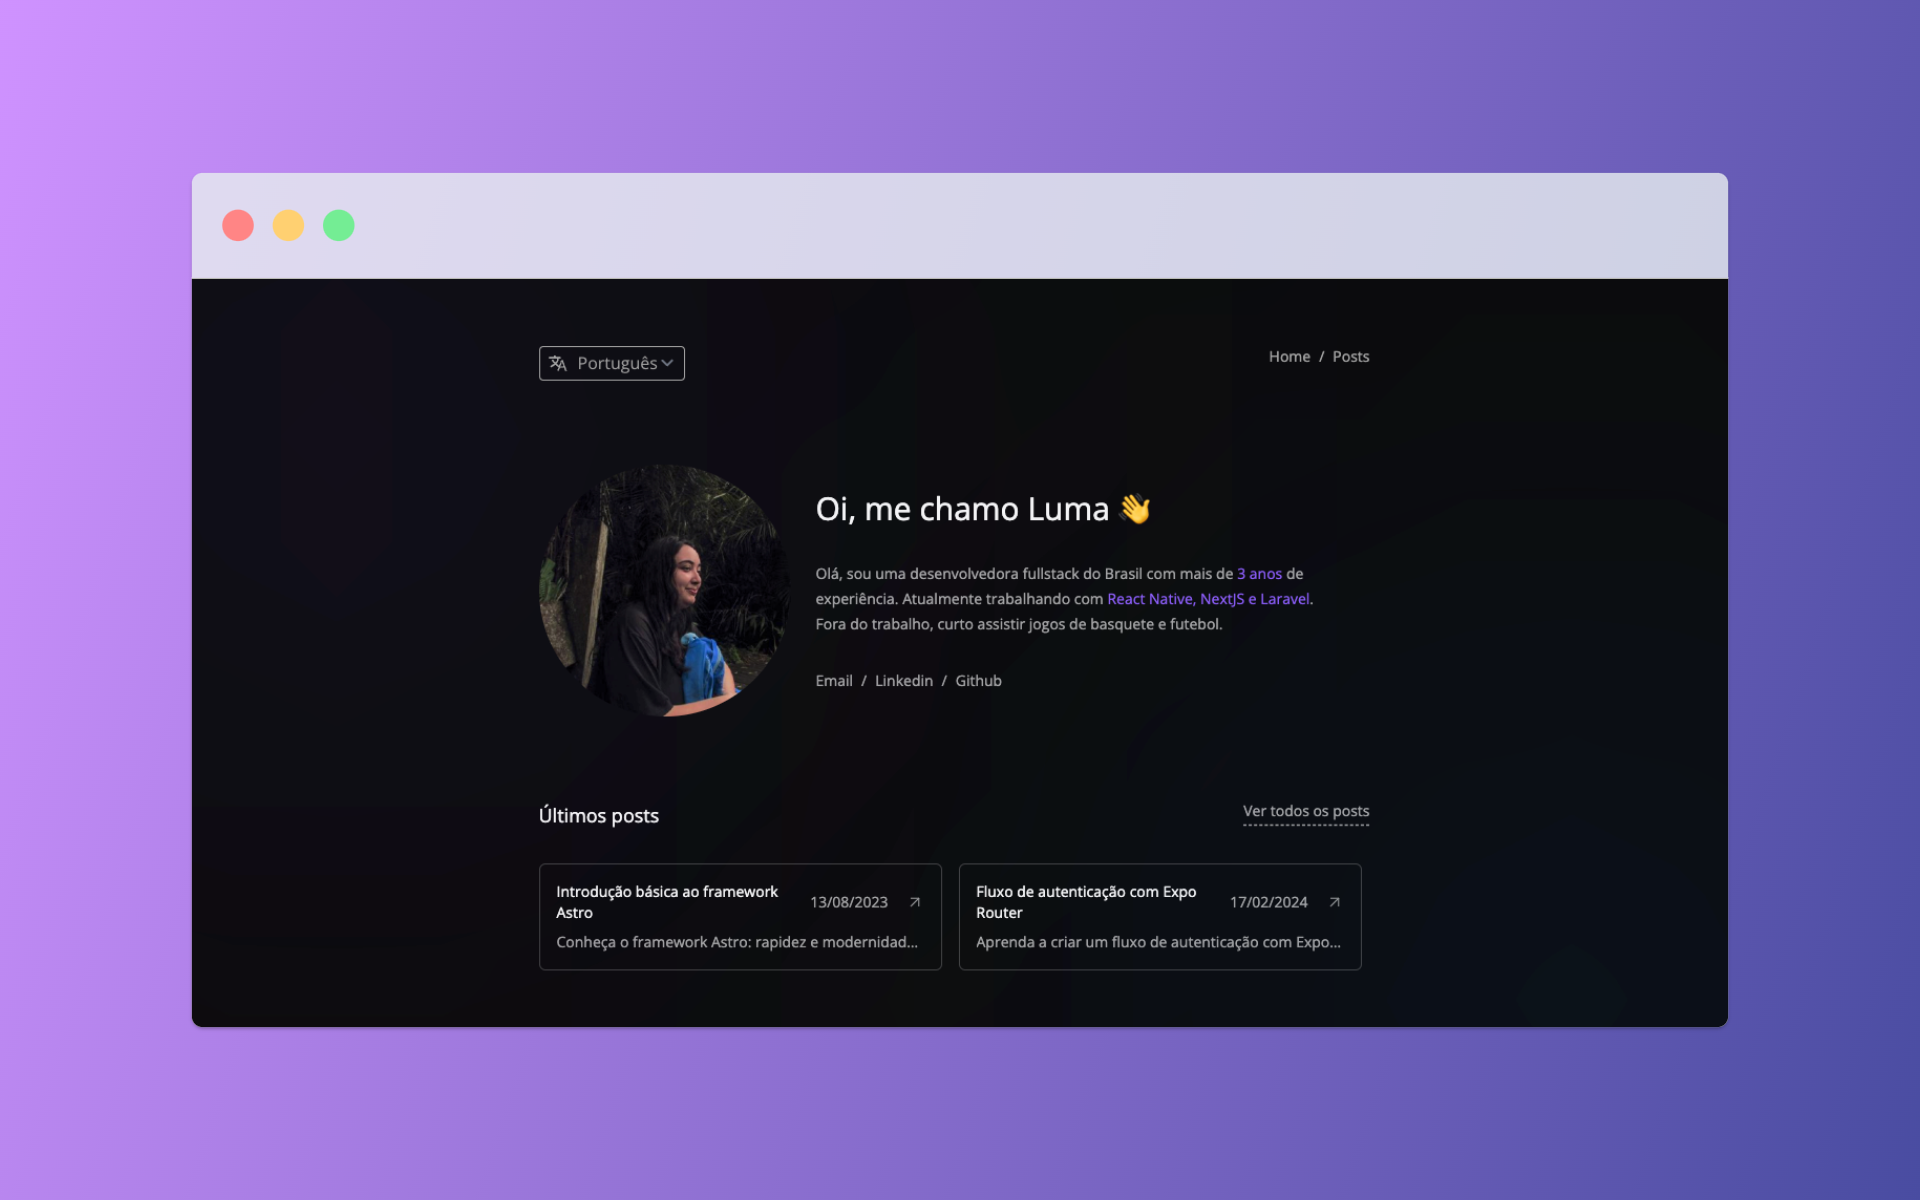 Português
Home / Posts
Oi, me chamo Luma 👋
Olá, sou uma desenvolvedora fullstack do Brasil com mais de 3 anos de
experiência. Atualmente trabalhando com React Native, NextJS e Laravel.
Fora do trabalho, curto assistir jogos de basquete e futebol.
Email / Linkedin / Github
Últimos posts
Ver todos os posts
Introdução básica ao framework
Astro
13/08/2023
Conheça o framework Astro: rapidez e modernidad...
Fluxo de autenticação com Expo
Router
17/02/2024
Aprenda a criar um fluxo de autenticação com Expo...